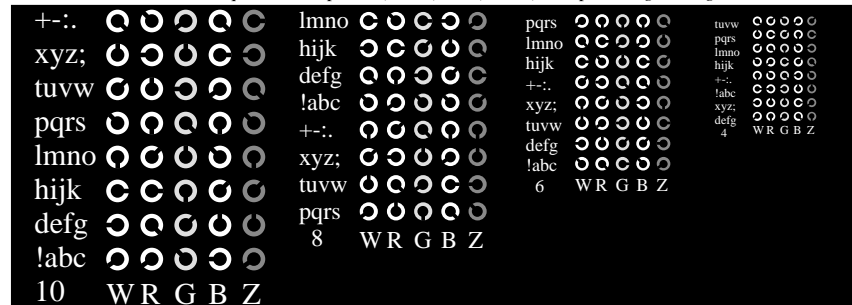 +-:.
xyz;
tuvw
pqrs
lmno
hijk
defg
!abc
10 W R G B Z
lmno
hijk
defg
!abc
+-:.
xyz;
tuvw
pqrs
8 W R G B Z
pqrs
lmno
hijk
+-:.
xyz;
tuvw
defg
!abc
6 W R G B Z
tuvw
pqrs
lmno
hijk
+-:.
!abc
xyz;
defg
4 W R G B Z